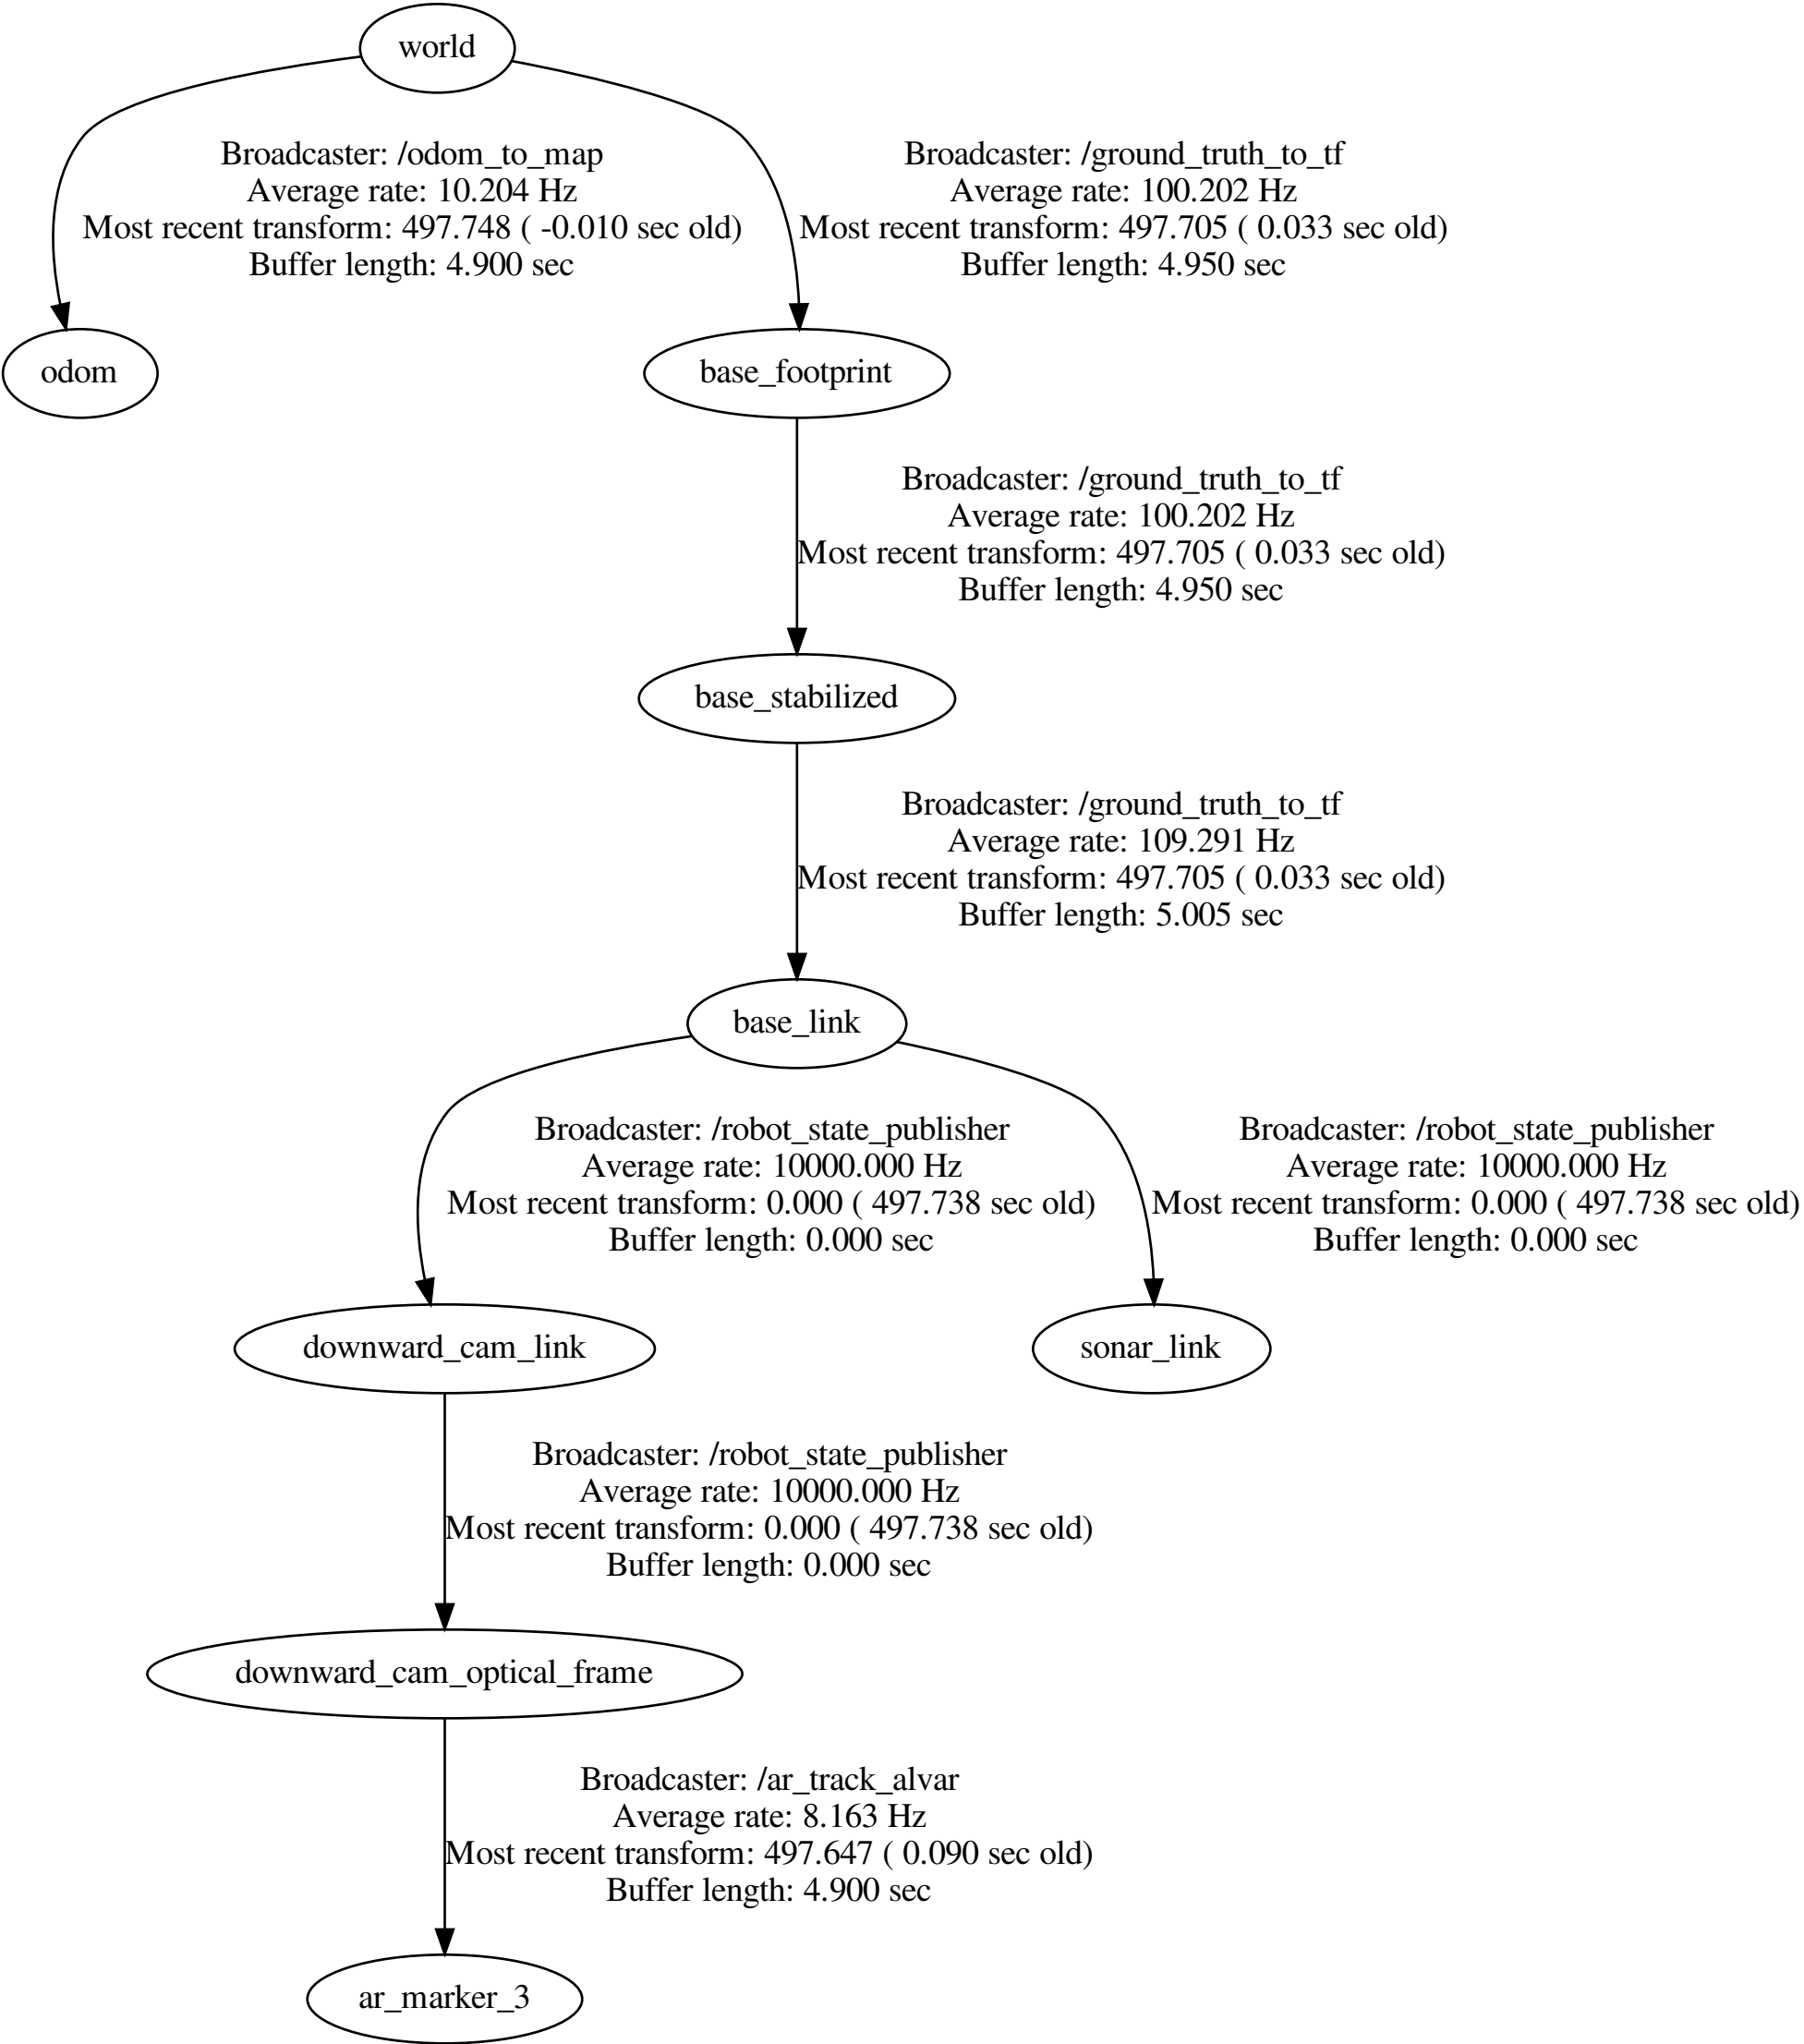 world
Broadcaster: /odom_to_map
Average rate: 10.204 Hz
Most recent transform: 497.748 ( -0.010 sec old)
Buffer length: 4.900 sec
Broadcaster: /ground_truth_to_tf
Average rate: 100.202 Hz
Most recent transform: 497.705 ( 0.033 sec old)
Buffer length: 4.950 sec
odom
base_footprint
Broadcaster: /ground_truth_to_tf
Average rate: 100.202 Hz
Most recent transform: 497.705 ( 0.033 sec old)
Buffer length: 4.950 sec
base_stabilized
Broadcaster: /ground_truth_to_tf
Average rate: 109.291 Hz
Most recent transform: 497.705 ( 0.033 sec old)
Buffer length: 5.005 sec
base_link
Broadcaster: /robot_state_publisher
Average rate: 10000.000 Hz
Most recent transform: 0.000 ( 497.738 sec old)
Buffer length: 0.000 sec
Broadcaster: /robot_state_publisher
Average rate: 10000.000 Hz
Most recent transform: 0.000 ( 497.738 sec old)
Buffer length: 0.000 sec
downward_cam_link
sonar_link
Broadcaster: /robot_state_publisher
Average rate: 10000.000 Hz
Most recent transform: 0.000 ( 497.738 sec old)
Buffer length: 0.000 sec
downward_cam_optical_frame
Broadcaster: /ar_track_alvar
Average rate: 8.163 Hz
Most recent transform: 497.647 ( 0.090 sec old)
Buffer length: 4.900 sec
ar_marker_3